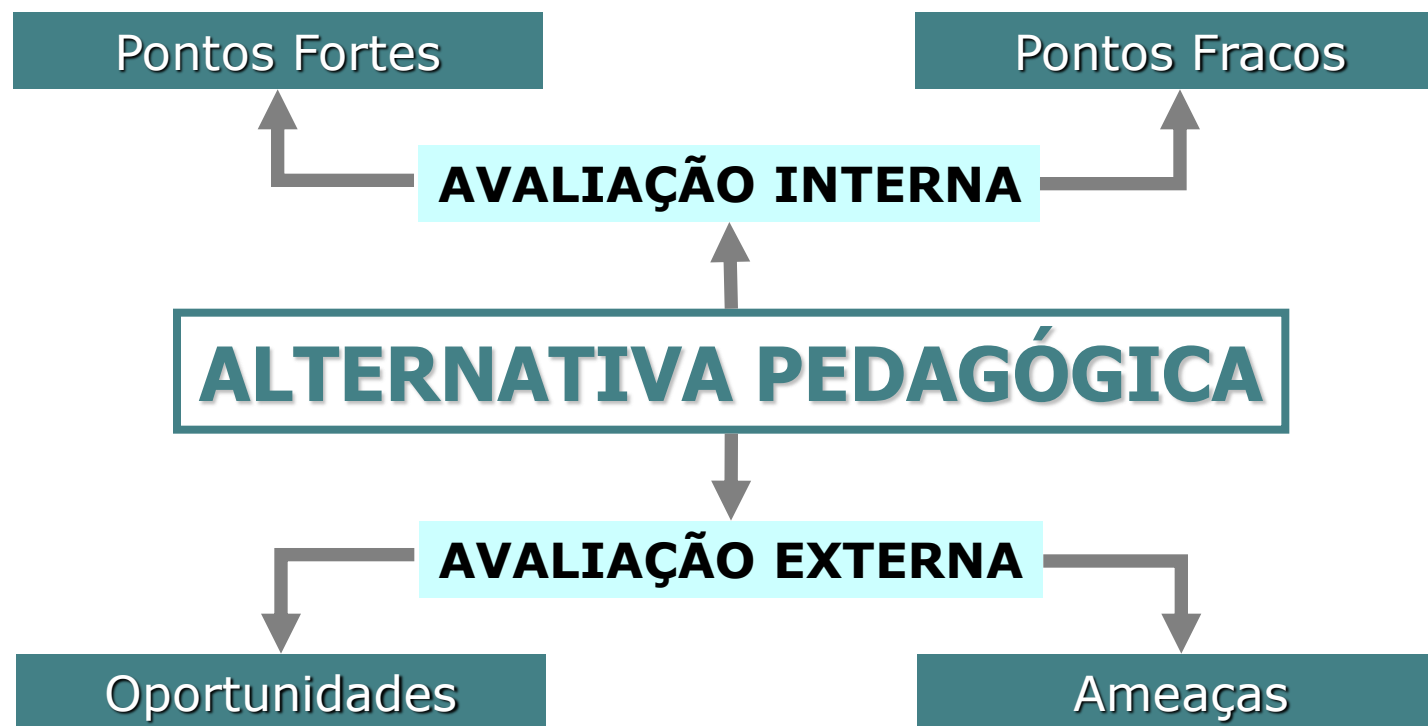 Pontos Fortes
Pontos Fracos
AVALIAÇÃO INTERNA
ALTERNATIVA PEDAGÓGICA
AVALIAÇÃO EXTERNA
Oportunidades
Ameaças